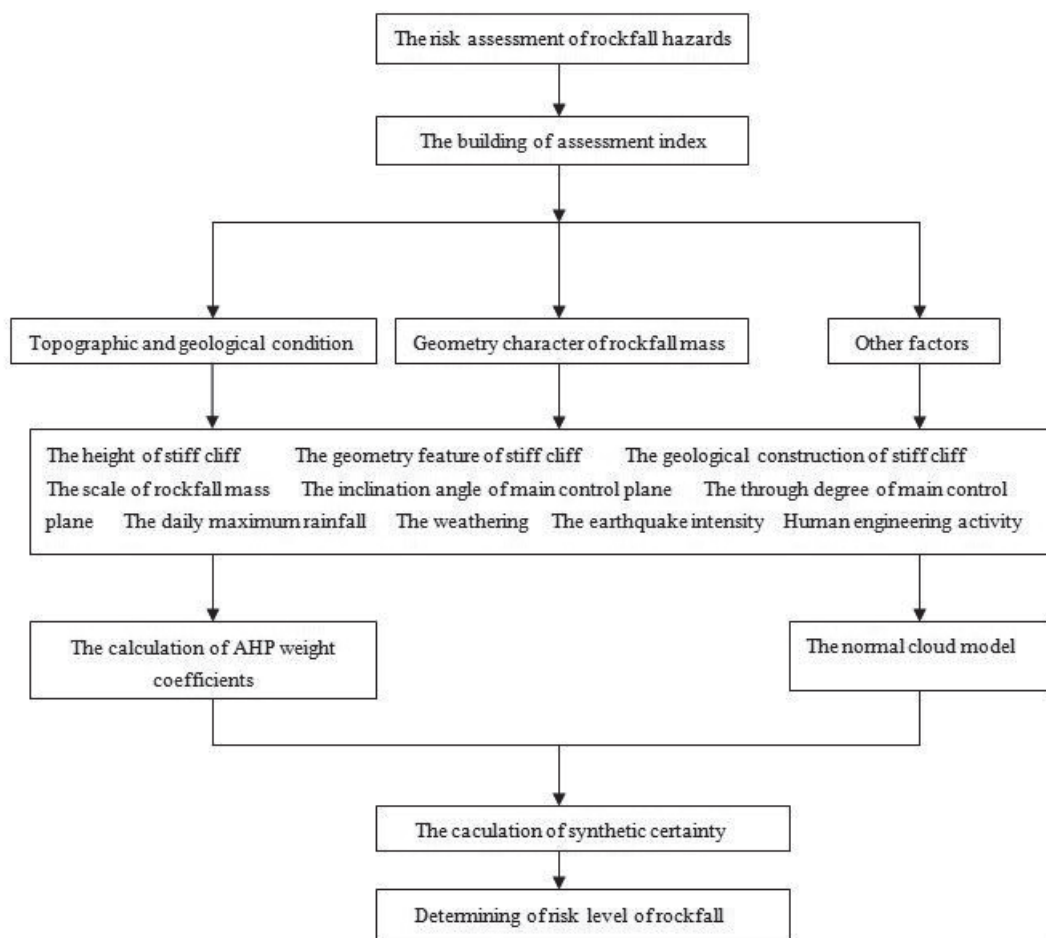 The risk assessment of rockfall hazards
The building of assessment index
Topographic and geological condition
Geometry character of rockfall mass
Other factors
The height of stiff cliff The geometry feature of stiff cliff The geological construction of stiff cliff
The scale of rockfall mass The inclination angle of main control plane The through degree of main control
plane The daily maximum rainfall The weathering The earthquake intensity Human engineering activity
The calculation of AHP weight
coefficients
The normal cloud model
The caculation of synthetic certainty
Determining of risk level of rockfall